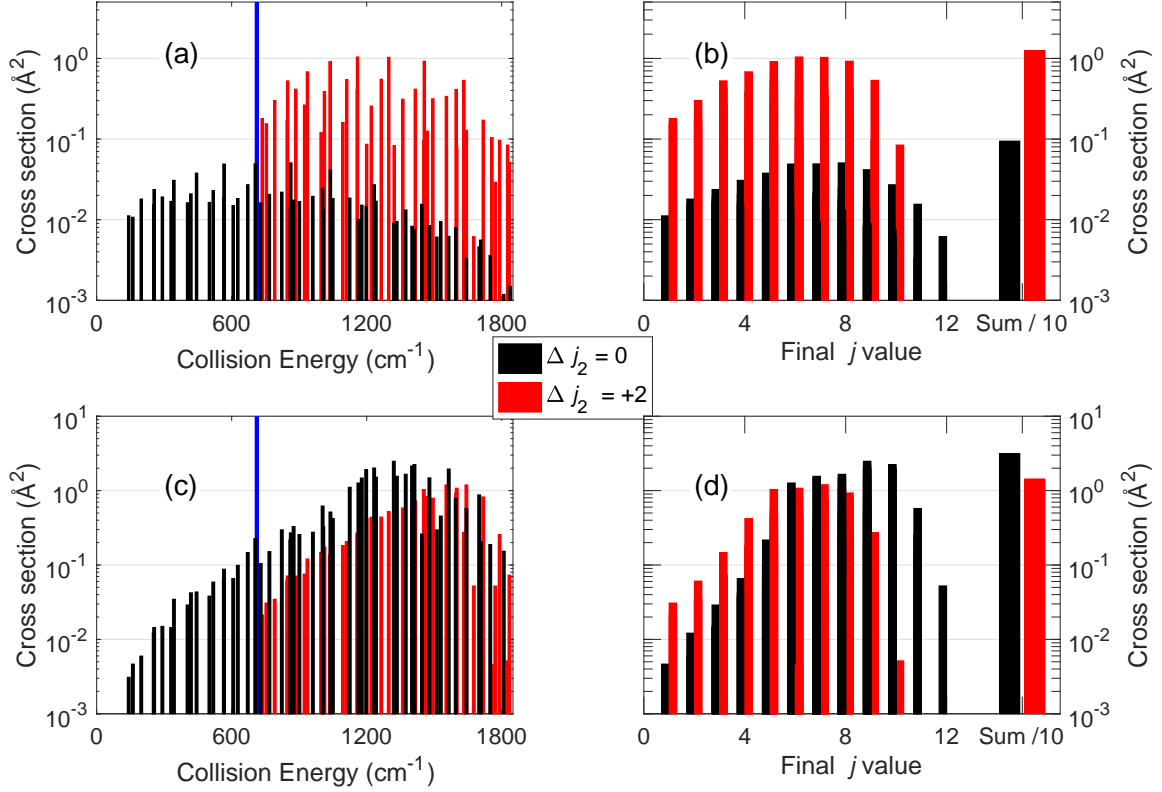 (a)
Cross section (Å²)
10⁰
10⁻¹
10⁻²
10⁻³
0 600 1200 1800
Collision Energy (cm⁻¹)
(b)
10⁰
10⁻¹
10⁻²
10⁻³
Cross section (Å²)
0 4 8 12 Sum / 10
Final j value
Δ j₂ = 0
Δ j₂ = +2
(c)
Cross section (Å²)
10¹
10⁰
10⁻¹
10⁻²
10⁻³
0 600 1200 1800
Collision Energy (cm⁻¹)
(d)
10¹
10⁰
10⁻¹
10⁻²
10⁻³
Cross section (Å²)
0 4 8 12 Sum /10
Final j value